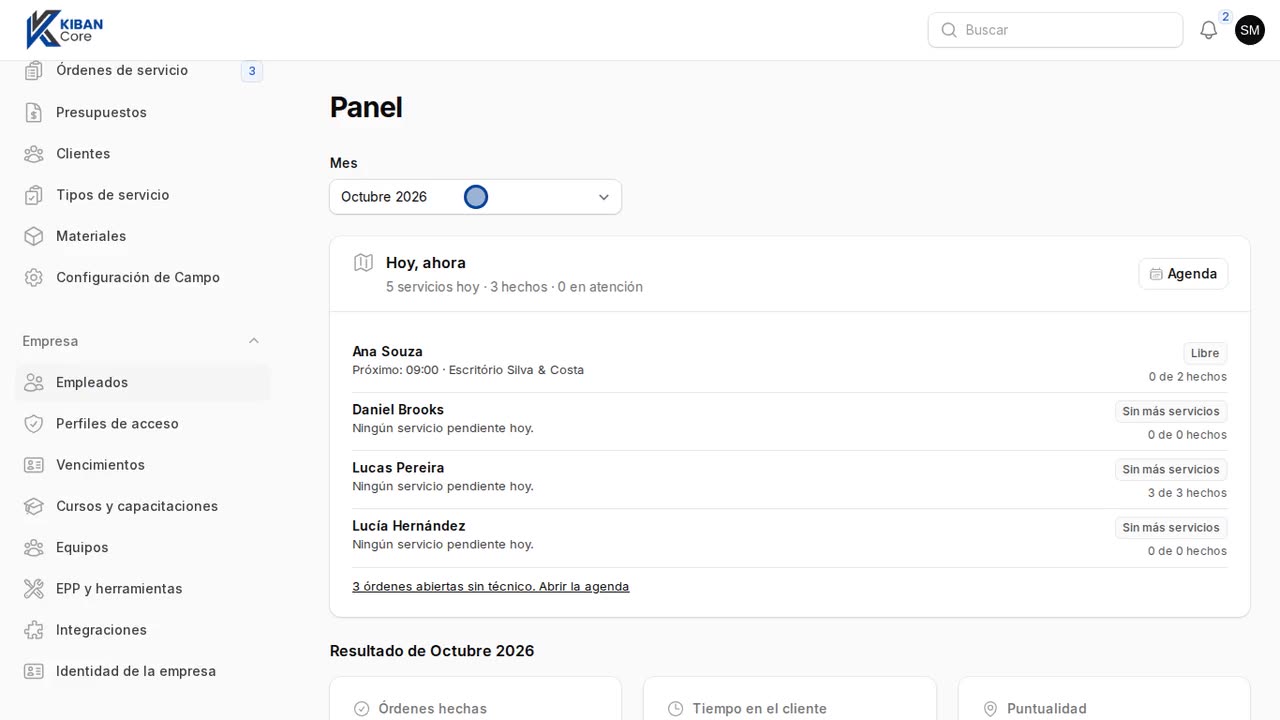 KIBAN
Core
Buscar
2
SM
Órdenes de servicio
3
Presupuestos
Clientes
Tipos de servicio
Materiales
Configuración de Campo
Empresa
Empleados
Perfiles de acceso
Vencimientos
Cursos y capacitaciones
Equipos
EPP y herramientas
Integraciones
Identidad de la empresa
Panel
Mes
Octubre 2026
Hoy, ahora
5 servicios hoy · 3 hechos · 0 en atención
Agenda
Ana Souza
Próximo: 09:00 · Escritório Silva & Costa
Libre
0 de 2 hechos
Daniel Brooks
Ningún servicio pendiente hoy.
Sin más servicios
0 de 0 hechos
Lucas Pereira
Ningún servicio pendiente hoy.
Sin más servicios
3 de 3 hechos
Lucía Hernández
Ningún servicio pendiente hoy.
Sin más servicios
0 de 0 hechos
3 órdenes abiertas sin técnico. Abrir la agenda
Resultado de Octubre 2026
Órdenes hechas
Tiempo en el cliente
Puntualidad